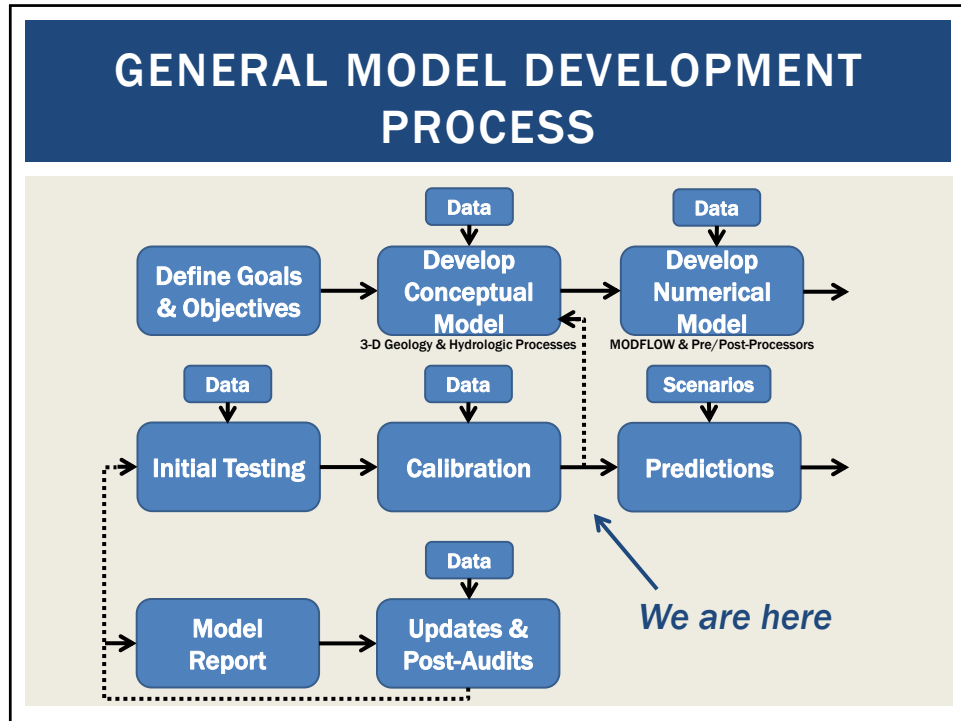 GENERAL MODEL DEVELOPMENT
PROCESS
Data
Data
Define Goals
& Objectives
Develop
Conceptual
Model
3-D Geology & Hydrologic Processes
Develop
Numerical
Model
MODFLOW & Pre/Post-Processors
Data
Data
Scenarios
Initial Testing
Calibration
Predictions
Data
We are here
Model
Report
Updates &
Post-Audits